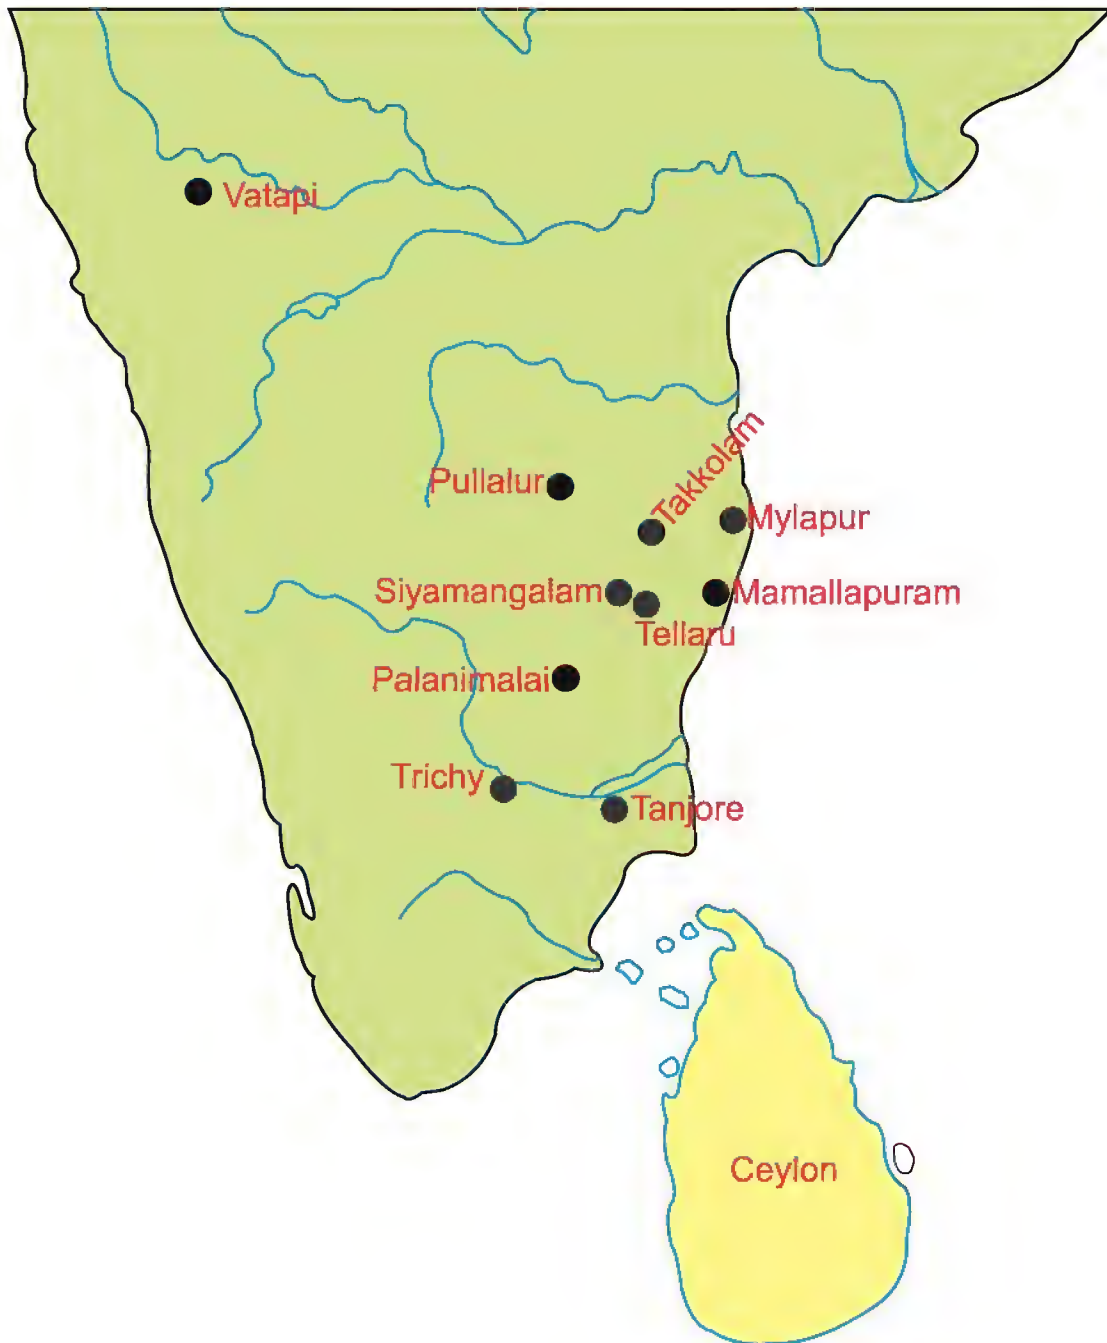 Vatapi
Takkolam
Pullalur
Mylapur
Siyamangalam
Mamallapuram
Tellaru
Palanimalai
Trichy
Tanjore
Ceylon